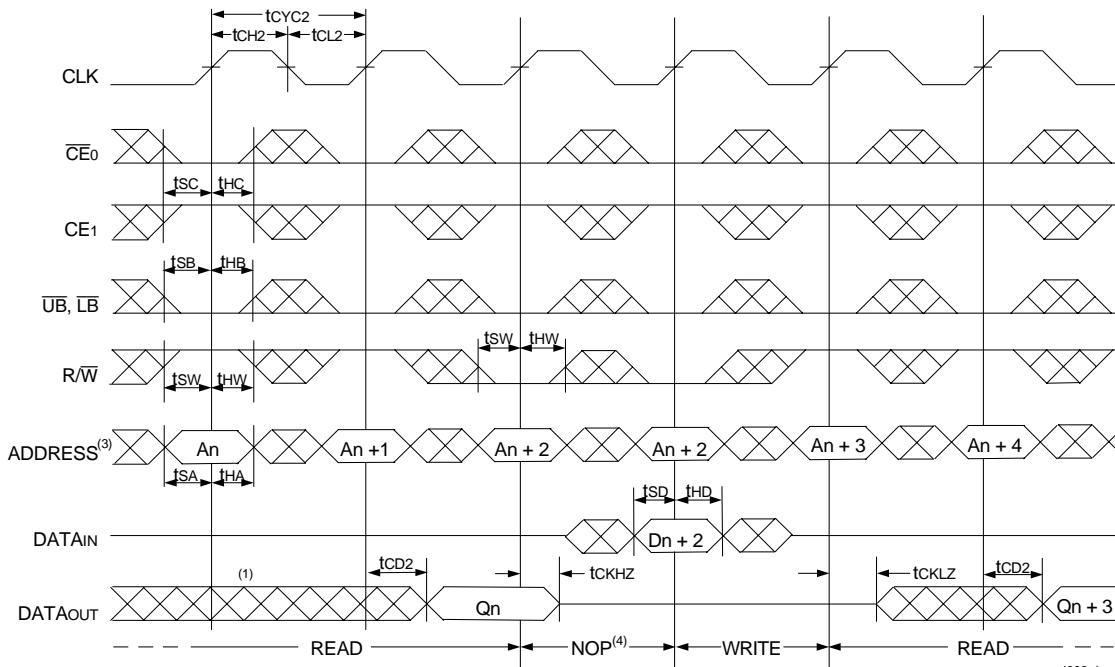 tCYC2
tCH2 tCL2
CLK
CE0
tSC tHC
CE1
tSB tHB
UB, LB
tSW tHW
R/W
tSW tHW
ADDRESS(3) An An +1 An + 2 An + 2 An + 3 An + 4
tSA tHA
tSD tHD
DATAIN Dn + 2
tCD2 tCKHZ tCKLZ tCD2
(1)
DATAOUT Qn Qn + 3
READ NOP(4) WRITE READ